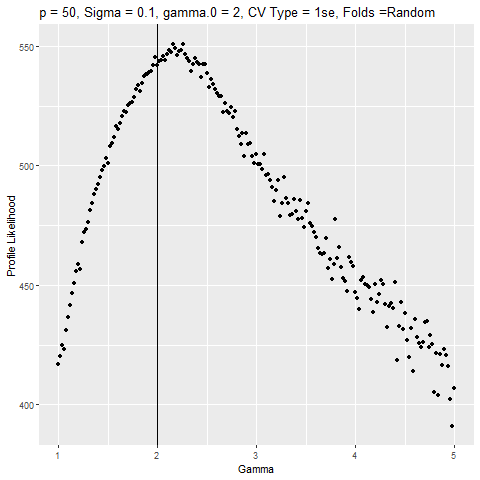 p = 50, Sigma = 0.1, gamma.0 = 2, CV Type = 1se, Folds =Random
550
500
450
400
Profile Likelihood
1 2 3 4 5
Gamma